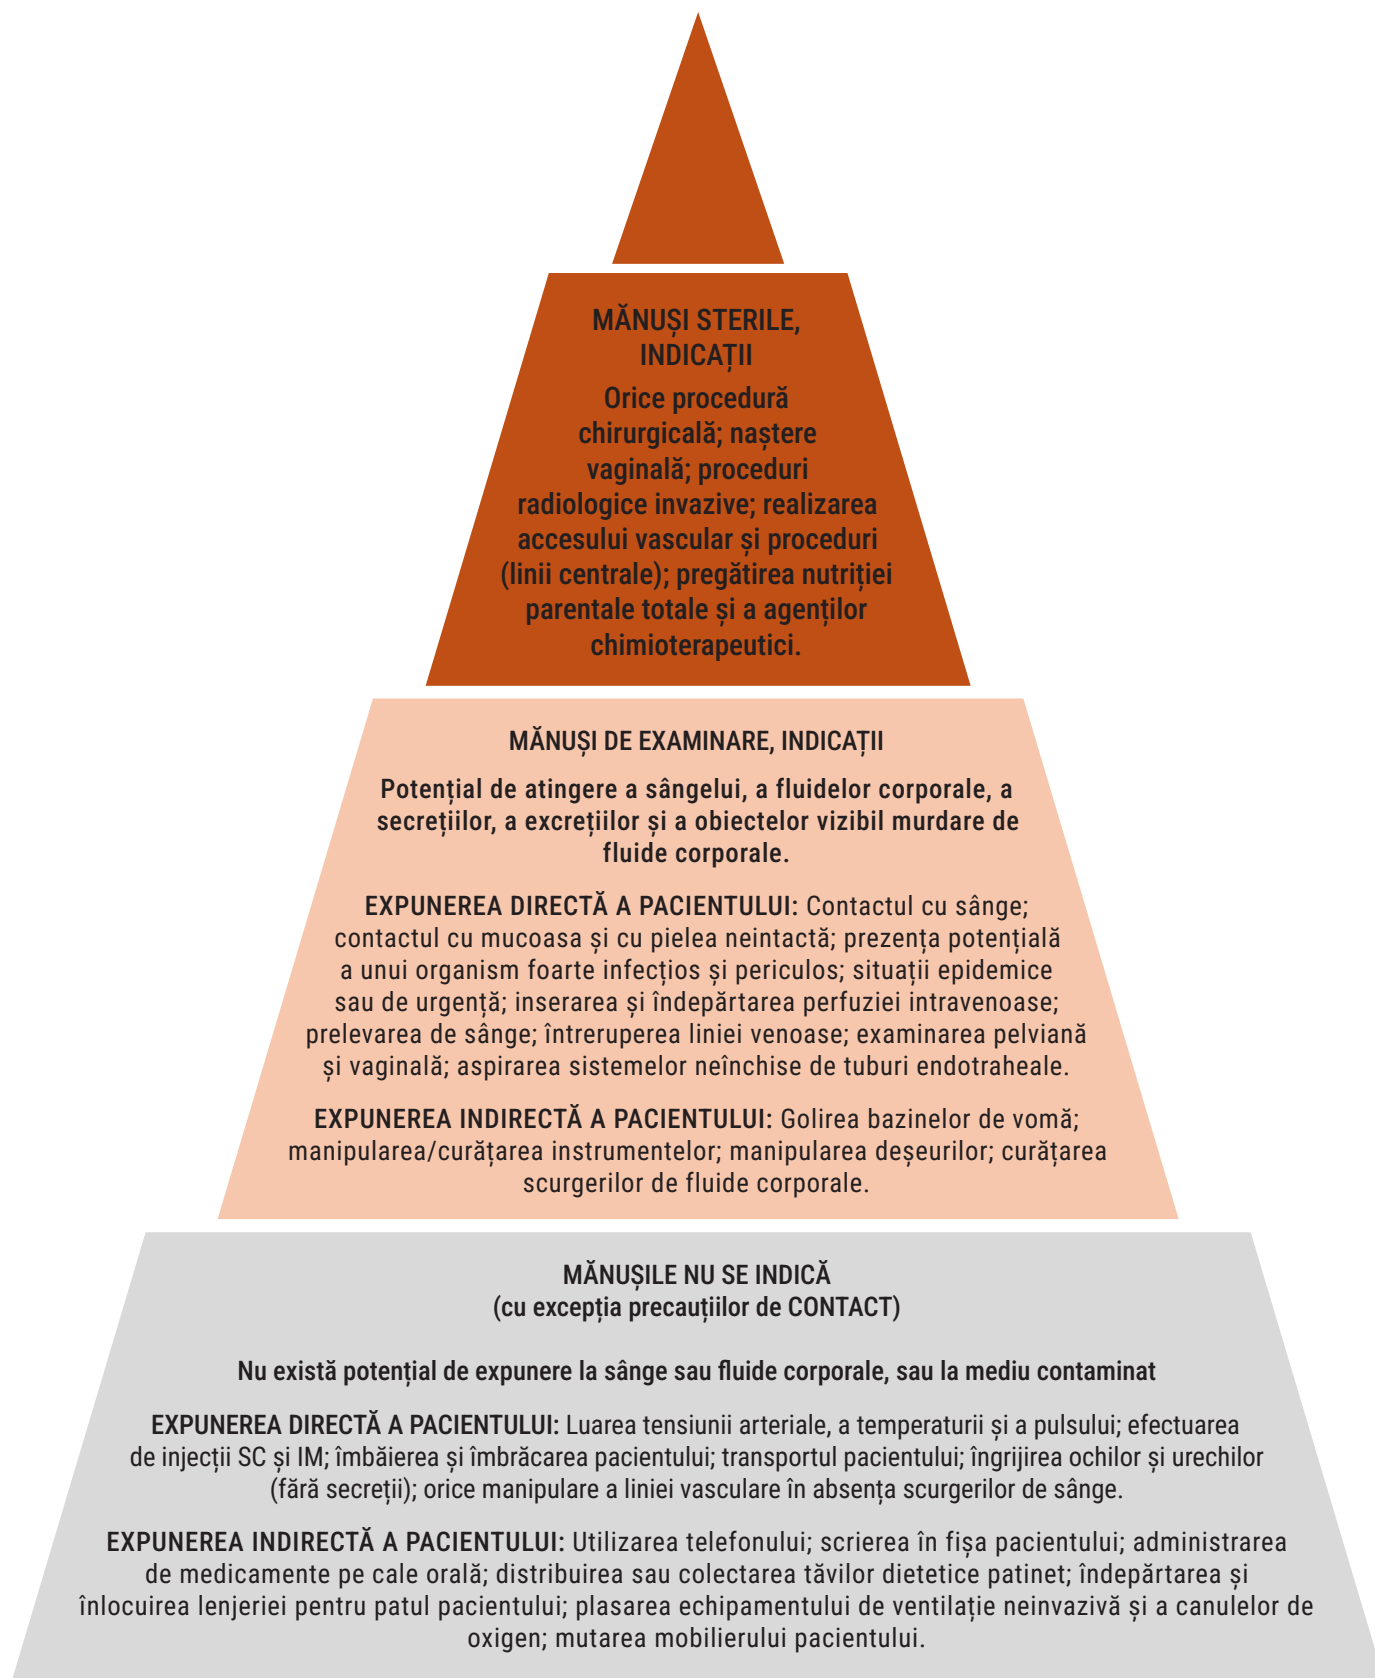 MĂNUȘI STERILE,
INDICAȚII
Orice procedură
chirurgicală; naștere
vaginală; proceduri
radiologice invazive; realizarea
accesului vascular și proceduri
(linii centrale); pregătirea nutriției
parentale totale și a agenților
chimioterapeutici.
MĂNUȘI DE EXAMINARE, INDICAȚII
Potențial de atingere a sângelui, a fluidelor corporale, a
secrețiilor, a excrețiilor și a obiectelor vizibil murdare de
fluide corporale.
EXPUNEREA DIRECTĂ A PACIENTULUI: Contactul cu sânge;
contactul cu mucoasa și cu pielea neintactă; prezența potențială
a unui organism foarte infecțios și periculos; situații epidemice
sau de urgență; inserarea și îndepărtarea perfuziei intravenoase;
prelevarea de sânge; întreruperea liniei venoase; examinarea pelviană
și vaginală; aspirarea sistemelor neînchise de tuburi endotraheale.
EXPUNEREA INDIRECTĂ A PACIENTULUI: Golirea bazinelor de vomă;
manipularea/curățarea instrumentelor; manipularea deșeurilor; curățarea
scurgerilor de fluide corporale.
MĂNUȘILE NU SE INDICĂ
(cu excepția precauțiilor de CONTACT)
Nu există potențial de expunere la sânge sau fluide corporale, sau la mediu contaminat
EXPUNEREA DIRECTĂ A PACIENTULUI: Luarea tensiunii arteriale, a temperaturii și a pulsului; efectuarea
de injecții SC și IM; îmbăierea și îmbrăcarea pacientului; transportul pacientului; îngrijirea ochilor și urechilor
(fără secreții); orice manipulare a liniei vasculare în absența scurgerilor de sânge.
EXPUNEREA INDIRECTĂ A PACIENTULUI: Utilizarea telefonului; scrierea în fișa pacientului; administrarea
de medicamente pe cale orală; distribuirea sau colectarea tăvilor dietetice patinet; îndepărtarea și
înlocuirea lenjeriei pentru patul pacientului; plasarea echipamentului de ventilație neinvazivă și a canulelor de
oxigen; mutarea mobilierului pacientului.